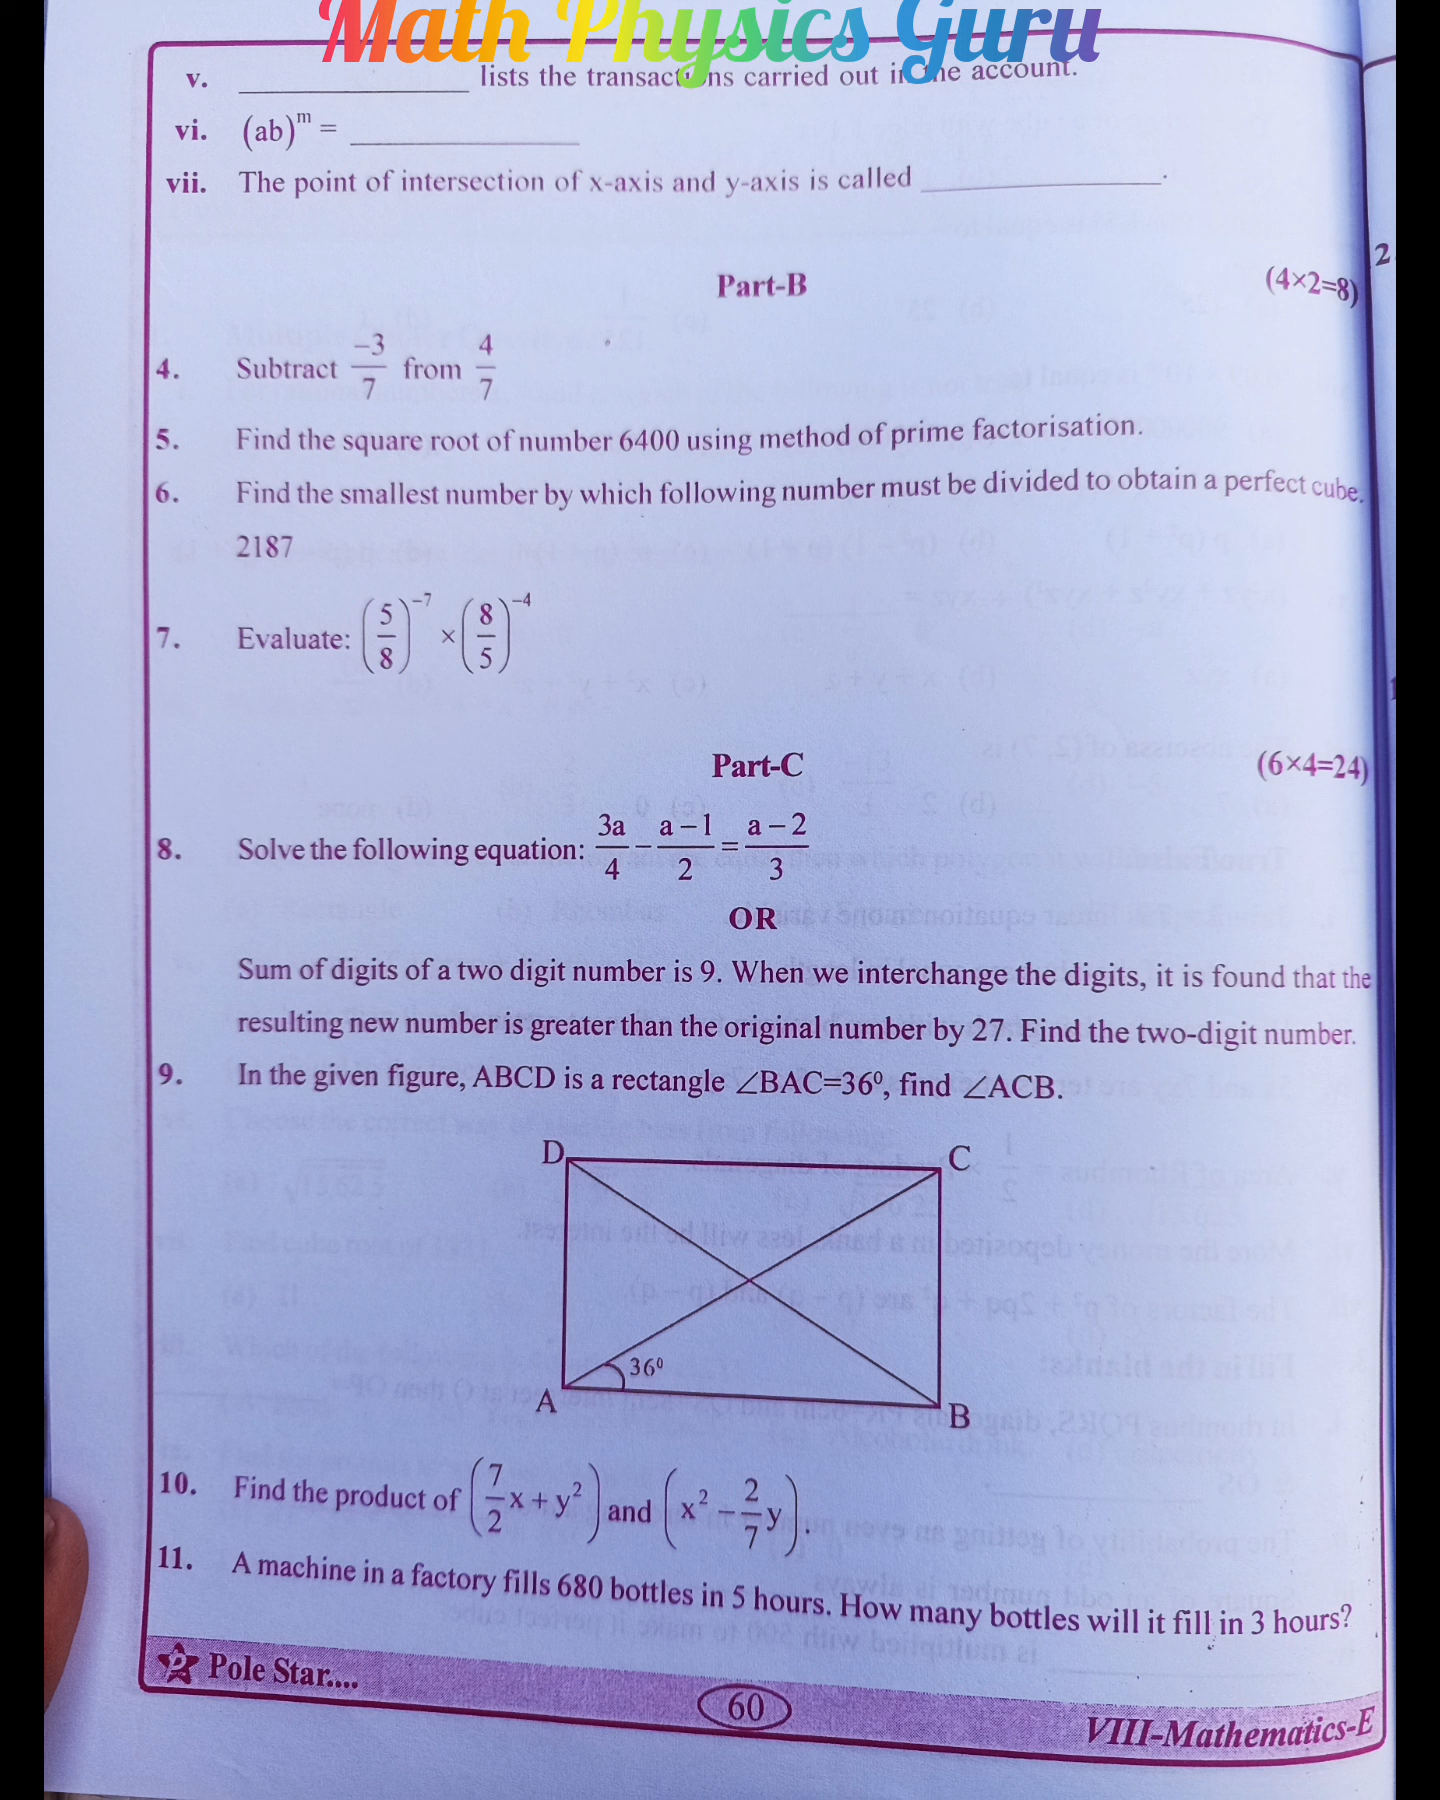 Math Physics Guru
v. ____________ lists the transactions carried out in the account.
vi. (ab)^m = ____________
vii. The point of intersection of x-axis and y-axis is called ____________.
Part-B (4×2=8)
4. Subtract -3/7 from 4/7
5. Find the square root of number 6400 using method of prime factorisation.
6. Find the smallest number by which following number must be divided to obtain a perfect cube.
2187
7. Evaluate: (5/8)^-7 × (8/5)^-4
Part-C (6×4=24)
8. Solve the following equation: 3a/4 - (a-1)/2 = (a-2)/3
OR
Sum of digits of a two digit number is 9. When we interchange the digits, it is found that the
resulting new number is greater than the original number by 27. Find the two-digit number.
9. In the given figure, ABCD is a rectangle ∠BAC=36⁰, find ∠ACB.
D C
36⁰
A B
10. Find the product of (7/2 x + y²) and (x² - 2/7 y).
11. A machine in a factory fills 680 bottles in 5 hours. How many bottles will it fill in 3 hours?
Pole Star....
60
VIII-Mathematics-E
2